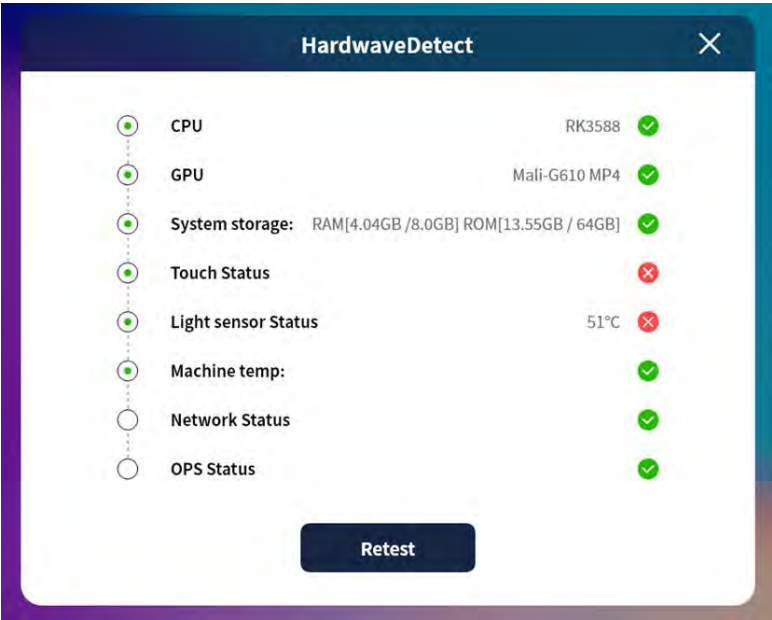 HardwaveDetect
CPU RK3588
GPU Mali-G610 MP4
System storage: RAM[4.04GB /8.0GB] ROM[13.55GB / 64GB]
Touch Status
Light sensor Status 51°C
Machine temp:
Network Status
OPS Status
Retest